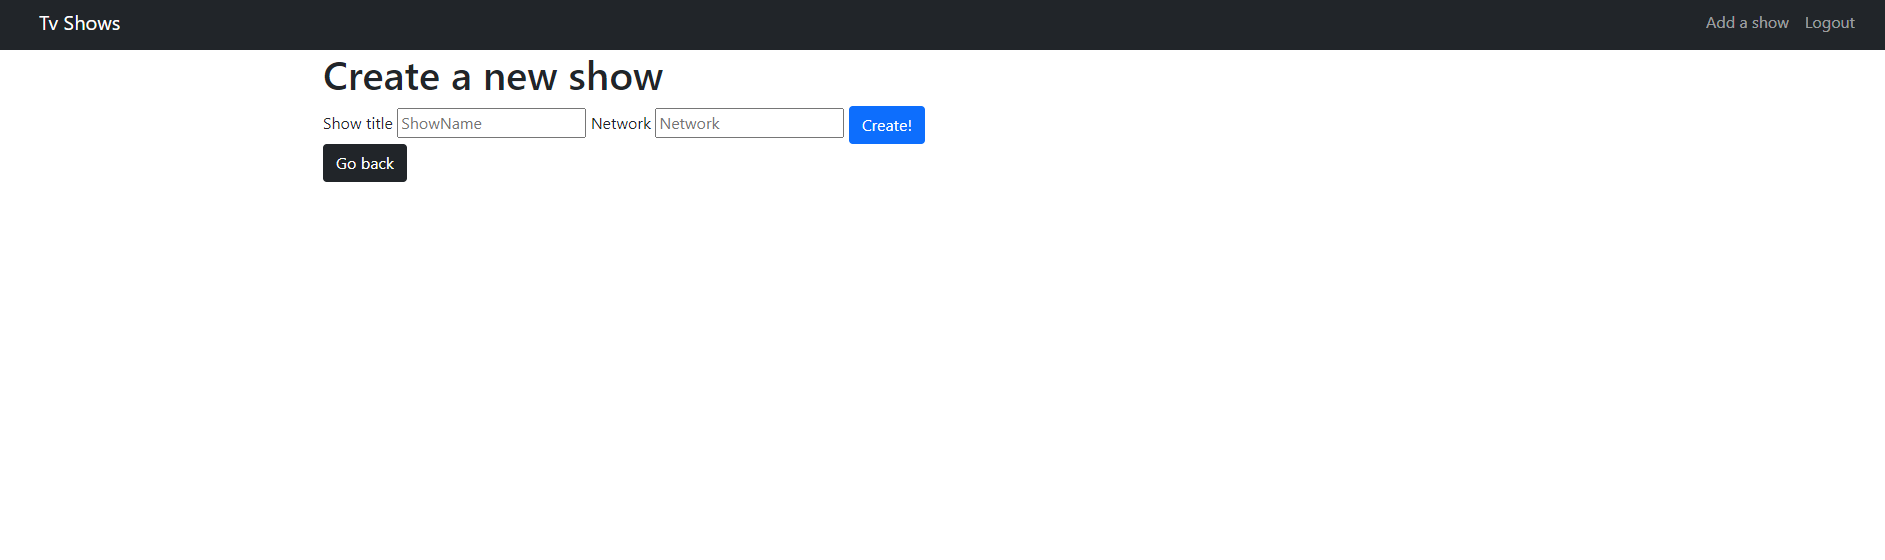 Tv Shows Add a show Logout
Create a new show
Show title ShowName Network Network Create!
Go back